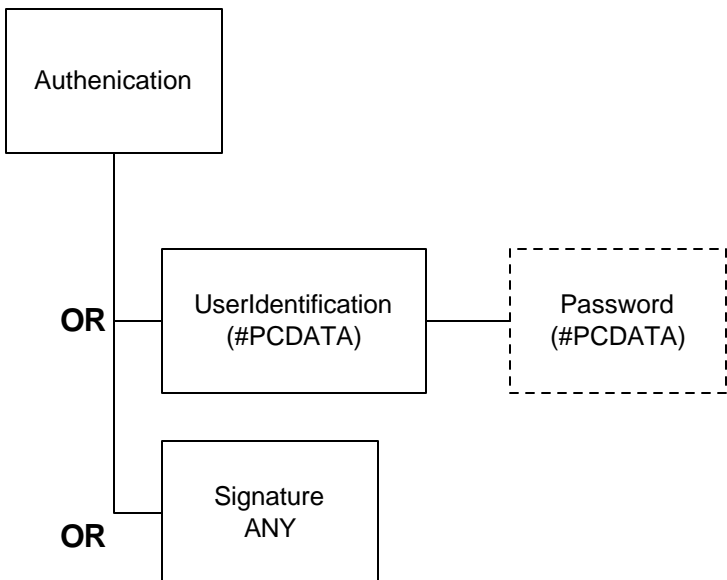 Authenication
OR
UserIdentification
(#PCDATA)
Password
(#PCDATA)
OR
Signature
ANY